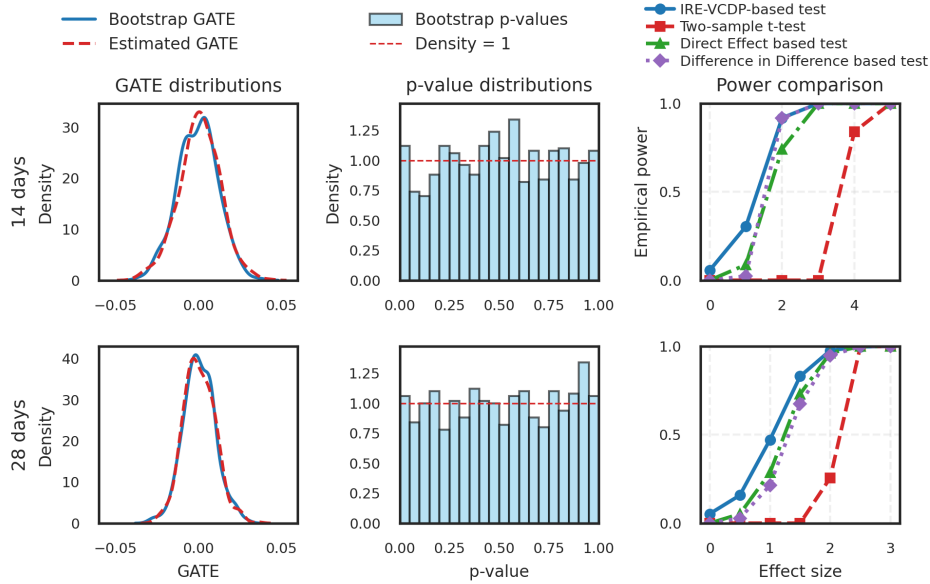 Bootstrap GATE
Estimated GATE
Bootstrap p-values
Density = 1
IRE-VCDP-based test
Two-sample t-test
Direct Effect based test
Difference in Difference based test
GATE distributions
p-value distributions
Power comparison
14 days
Density
30
20
10
0
−0.05
0.00
0.05
Density
1.25
1.00
0.75
0.50
0.25
0.00
0.00
0.25
0.50
0.75
1.00
Empirical power
1.0
0.5
0.0
0
2
4
28 days
Density
40
30
20
10
0
−0.05
0.00
0.05
GATE
1.25
1.00
0.75
0.50
0.25
0.00
0.00
0.25
0.50
0.75
1.00
p-value
1.0
0.5
0.0
0
1
2
3
Effect size